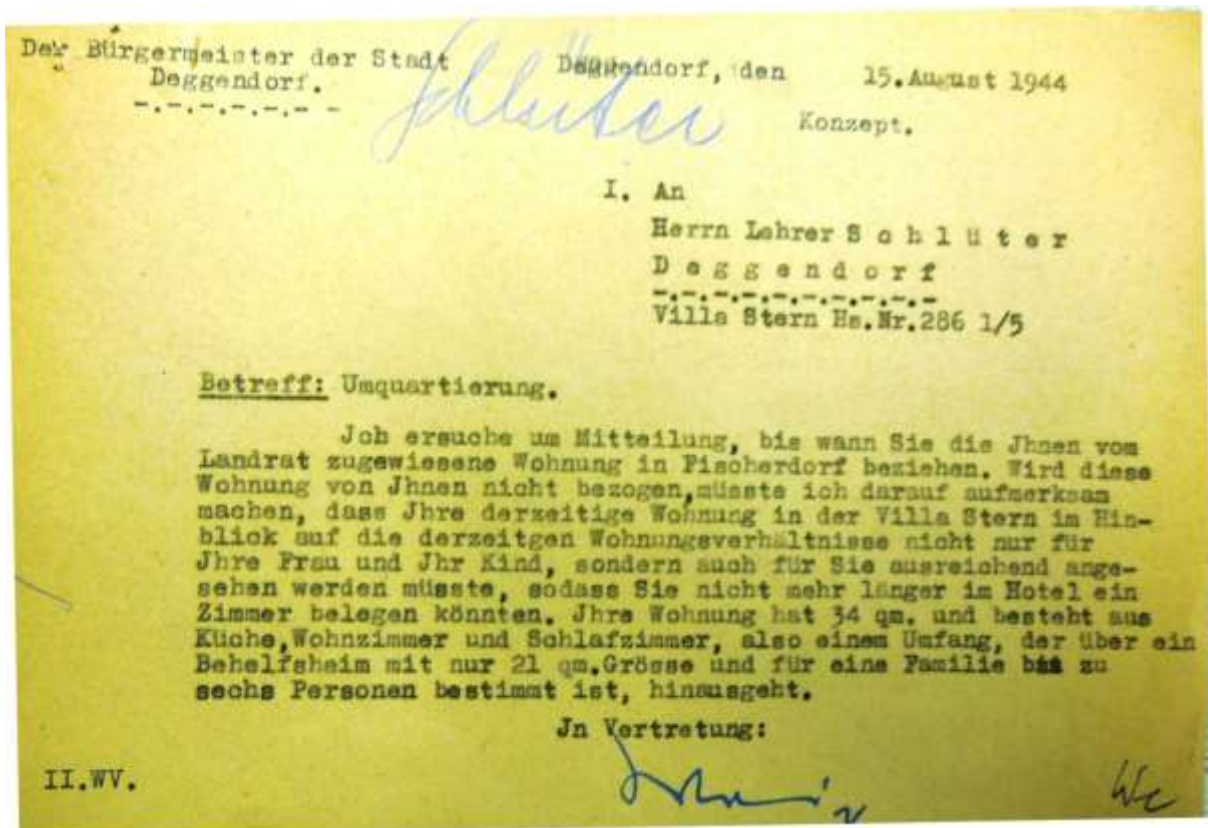 Der Bürgermeister der Stadt Deggendorf, den 15.August 1944
Deggendorf.
-.-.-.-.-.- -
Schlüter
Konzept.
I. An
Herrn Lehrer S c h l ü t e r
D e g g e n d o r f
-.-.-.-.-.-.-.-.-.-
Villa Stern Hs.Nr.286 1/5
Betreff: Umquartierung.
Jch ersuche um Mitteilung, bis wann Sie die Jhnen vom
Landrat zugewiesene Wohnung in Fischerdorf beziehen. Wird diese
Wohnung von Jhnen nicht bezogen,müsste ich darauf aufmerksam
machen, dass Jhre derzeitige Wohnung in der Villa Stern im Hin-
blick auf die derzeitgen Wohnungsverhältnisse nicht nur für
Jhre Frau und Jhr Kind, sondern auch für Sie ausreichend ange-
sehen werden müsste, sodass Sie nicht mehr länger im Hotel ein
Zimmer belegen könnten. Jhre Wohnung hat 34 qm. und besteht aus
Küche,Wohnzimmer und Schlafzimmer, also einem Umfang, der über ein
Behelfsheim mit nur 21 qm.Grösse und für eine Familie bis zu
sechs Personen bestimmt ist, hinausgeht.
Jn Vertretung:
II.WV.